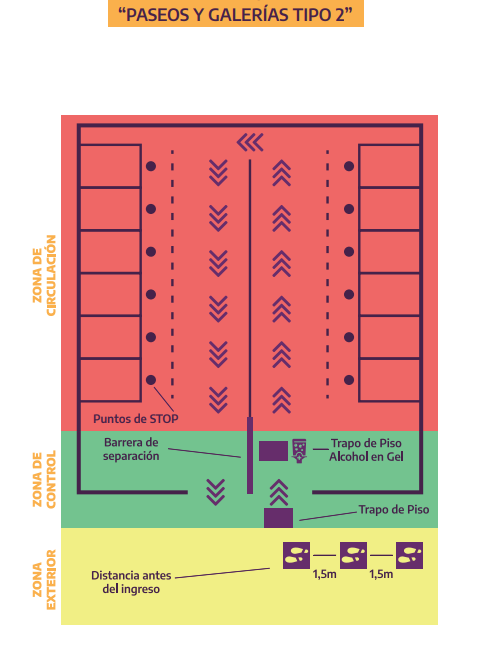 “PASEOS Y GALERÍAS TIPO 2”
ZONA DE
CIRCULACIÓN
Puntos de STOP
ZONA DE
CONTROL
Barrera de
separación
Trapo de Piso
Alcohol en Gel
Trapo de Piso
ZONA
EXTERIOR
Distancia antes
del ingreso
1,5m
1,5m